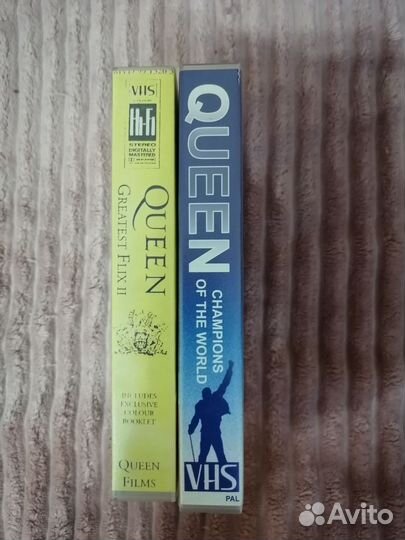 VHS
Hi-Fi
STEREO
DIGITALLY
MASTERED
QUEEN
GREATEST FLIX II
INCLUDES
EXCLUSIVE
COLOUR
BOOKLET
QUEEN
FILMS
QUEEN
CHAMPIONS
OF THE WORLD
VHS
PAL
Avito